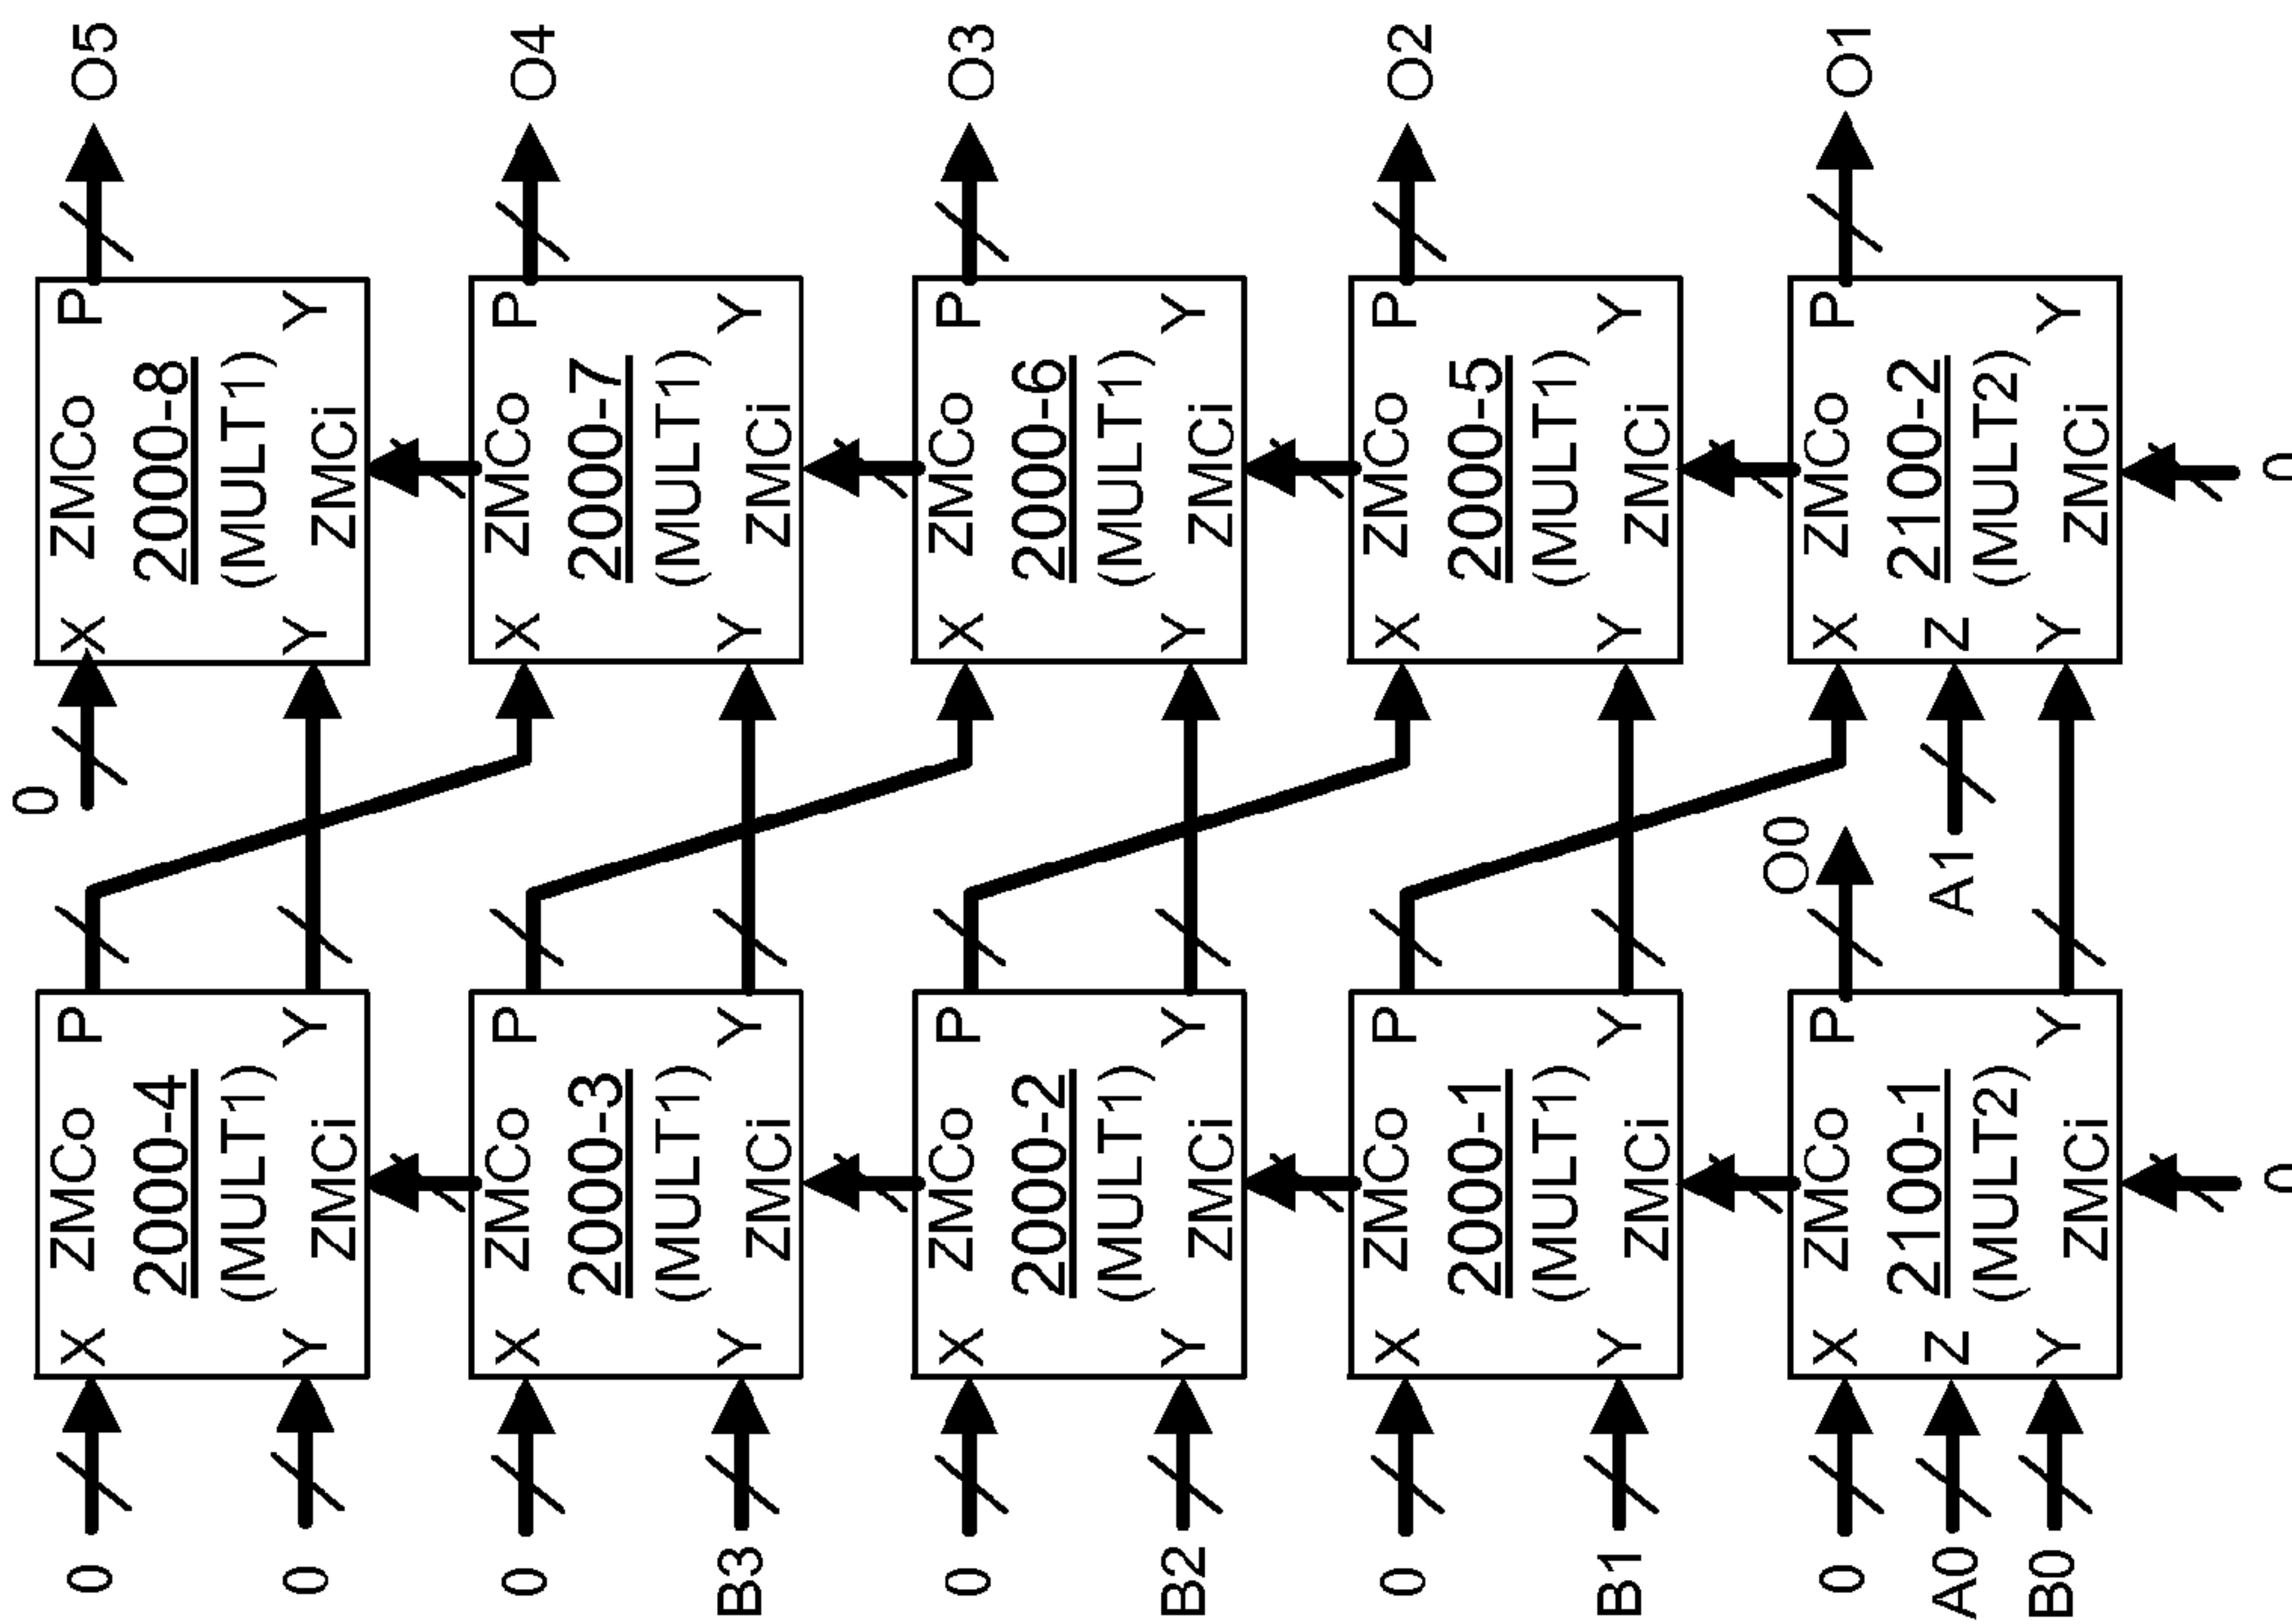 0
0 X ZMCo P X ZMCo P O5
2000-4 2000-8
(MULT1) (MULT1)
0 Y Y Y Y
ZMCi ZMCi
0 X ZMCo P X ZMCo P O4
2000-3 2000-7
(MULT1) (MULT1)
B3 Y Y Y Y
ZMCi ZMCi
0 X ZMCo P X ZMCo P O3
2000-2 2000-6
(MULT1) (MULT1)
B2 Y Y Y Y
ZMCi ZMCi
0 X ZMCo P X ZMCo P O2
2000-1 2000-5
(MULT1) (MULT1)
B1 Y Y Y Y
ZMCi ZMCi
O00
0 X ZMCo P X ZMCo P O1
2100-1 2100-2
A0 Z A1 Z
(MULT2) (MULT2)
B0 Y Y Y Y
ZMCi ZMCi
0 0